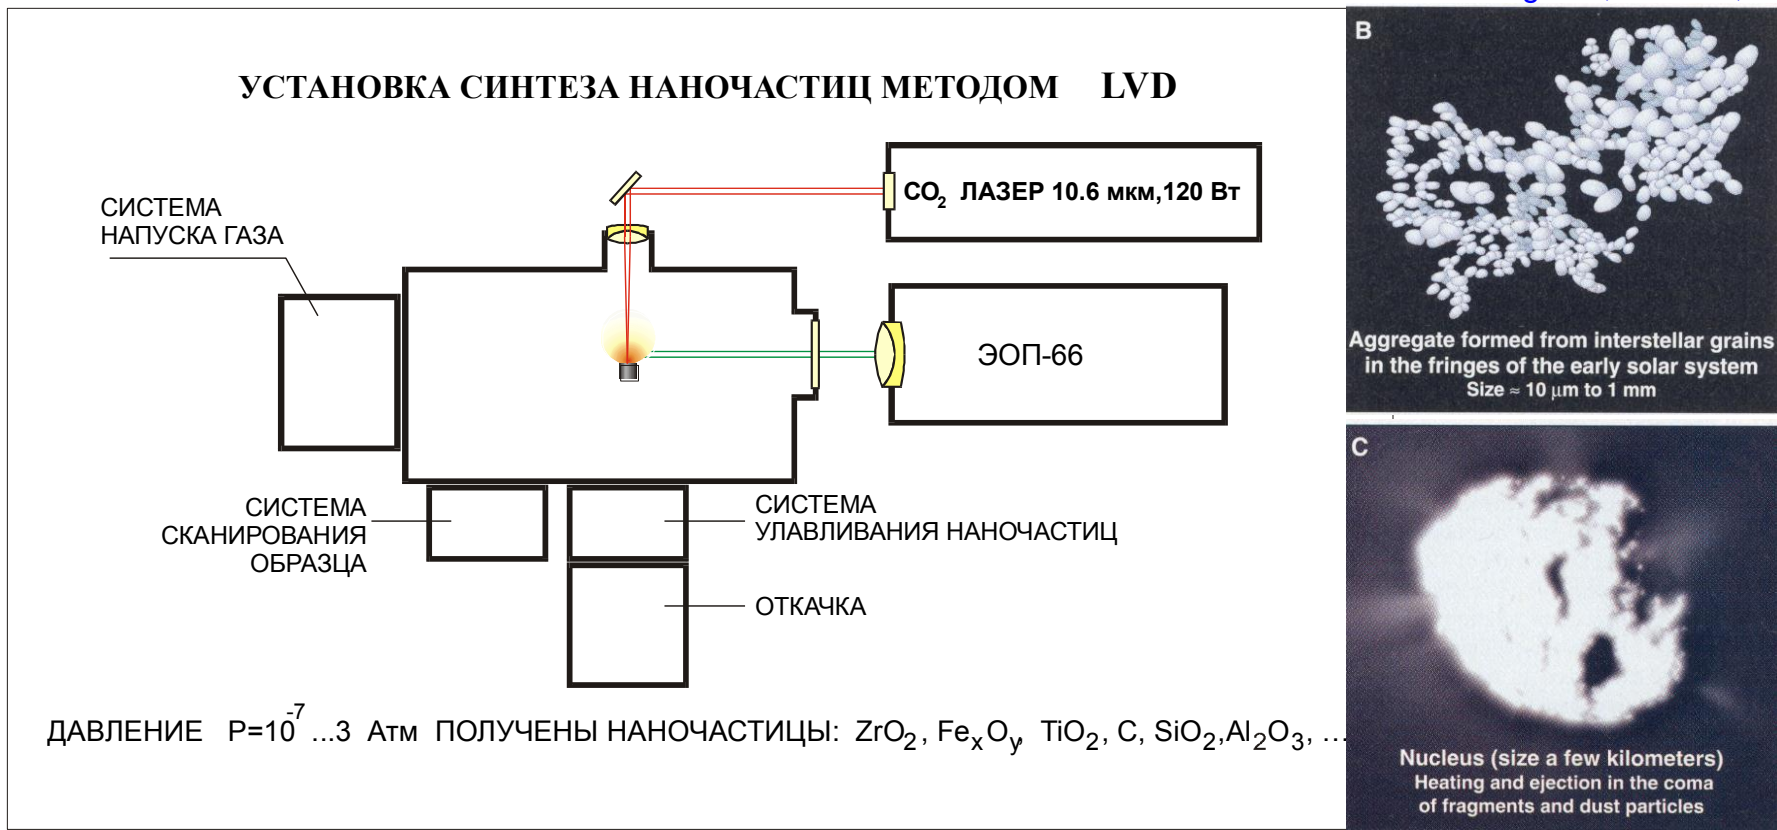 УСТАНОВКА СИНТЕЗА НАНОЧАСТИЦ МЕТОДОМ LVD
СИСТЕМА
НАПУСКА ГАЗА
CO2 ЛАЗЕР 10.6 мкм,120 Вт
ЭОП-66
СИСТЕМА
СКАНИРОВАНИЯ
ОБРАЗЦА
СИСТЕМА
УЛАВЛИВАНИЯ НАНОЧАСТИЦ
ОТКАЧКА
ДАВЛЕНИЕ P=10-7 ...3 Атм ПОЛУЧЕНЫ НАНОЧАСТИЦЫ: ZrO2, FexOy, TiO2, C, SiO2,Al2O3, ...
B
Aggregate formed from interstellar grains
in the fringes of the early solar system
Size ≈ 10 µm to 1 mm
C
Nucleus (size a few kilometers)
Heating and ejection in the coma
of fragments and dust particles